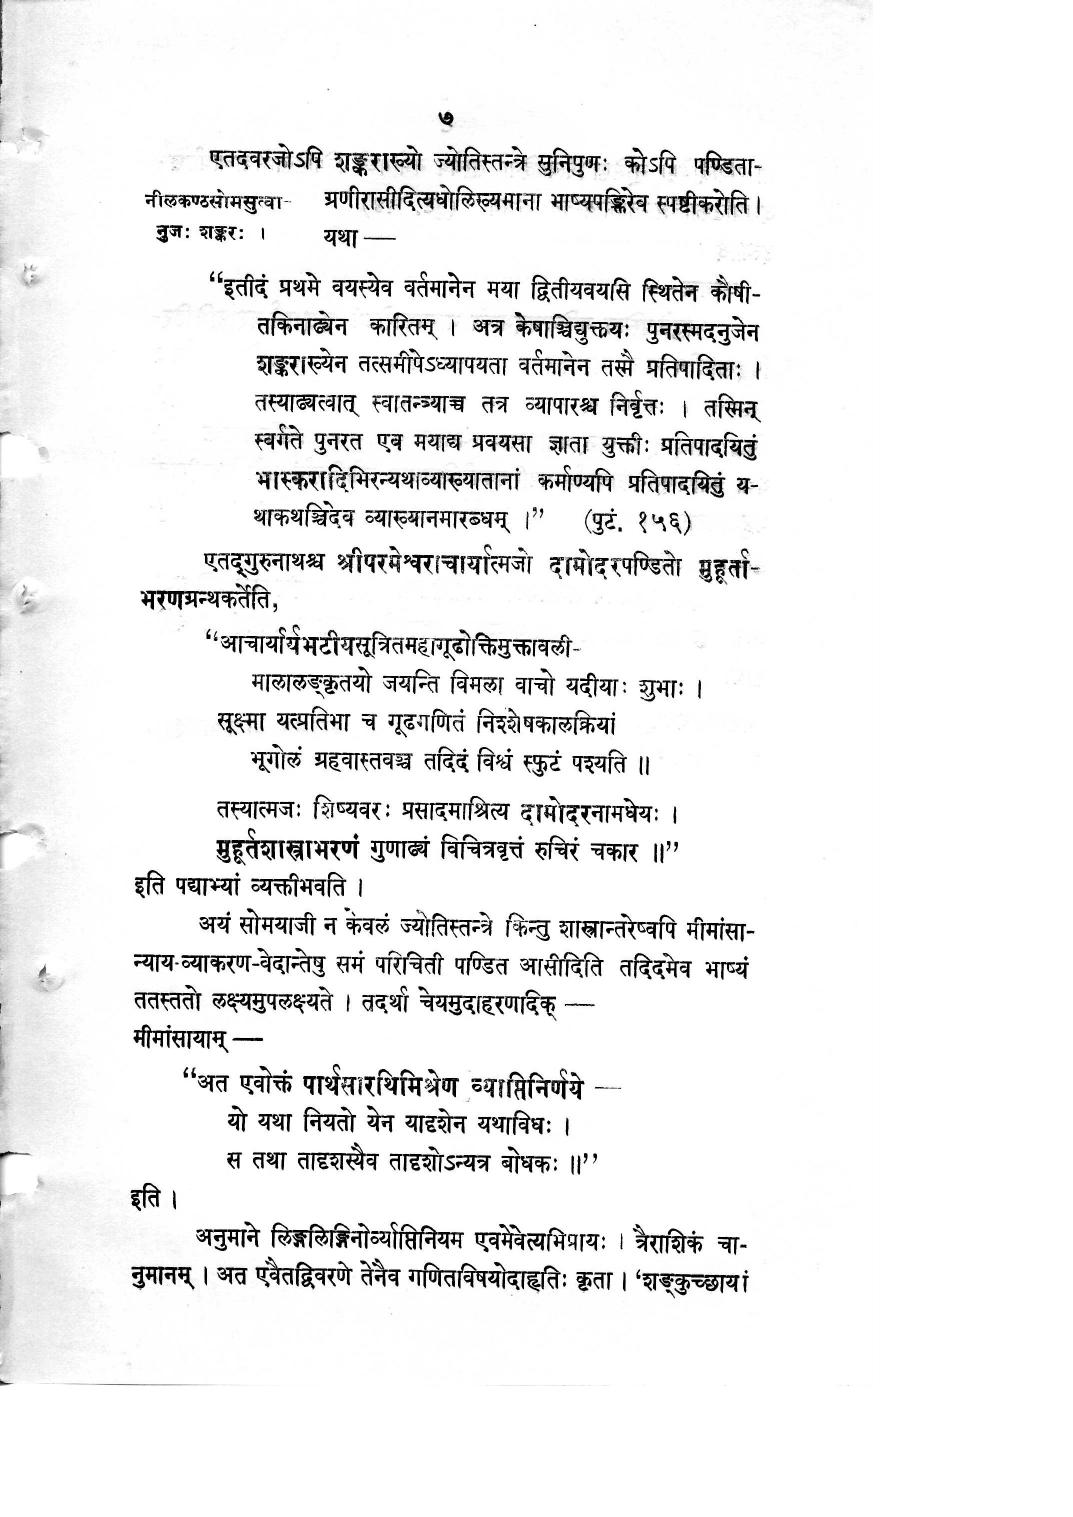 ७
एतदवरजोऽपि शङ्कराख्यो ज्योतिस्तन्त्रे सुनिपुणः कोऽपि पण्डिता-
नीलकण्ठसोमसुत्वा- ग्रणीरासीदित्यधोलिख्यमाना भाष्यपङ्क्तिरेव स्पष्टीकरोति।
नुजः शङ्करः । यथा —
“इतीदं प्रथमे वयस्येव वर्तमानेन मया द्वितीयवयसि स्थितेन कौषी-
तकिनाढ्येन कारितम् । अत्र केषाञ्चिद्युक्तयः पुनरस्मदनुजेन
शङ्कराख्येन तत्समीपेऽध्यापयता वर्तमानेन तस्मै प्रतिपादिताः ।
तस्याढ्यत्वात् स्वातन्त्र्याच्च तत्र व्यापारश्च निर्वृत्तः । तस्मिन्
स्वर्गते पुनरत एव मयाद्य प्रवयसा ज्ञाता युक्तीः प्रतिपादयितुं
भास्करादिभिरन्यथाव्याख्यातानां कर्माण्यपि प्रतिपादयितुं य-
थाकथञ्चिदेव व्याख्यानमारब्धम् ।” (पुटं. १५६)
एतद्गुरुनाथश्च श्रीपरमेश्वराचार्यात्मजो दामोदरपण्डितो मुहूर्ता-
भरणग्रन्थकर्तेति,
“आचार्यार्यभटीयसूत्रितमहागूढोक्तिमुक्तावली-
मालालङ्कृतयो जयन्ति विमला वाचो यदीयाः शुभाः ।
सूक्ष्मा यत्प्रतिभा च गूढगणितं निश्शेषकालक्रियां
भूगोलं ग्रहवास्तवञ्च तदिदं विश्वं स्फुटं पश्यति ॥
तस्यात्मजः शिष्यवरः प्रसादमाश्रित्य दामोदरनामधेयः ।
मुहूर्तशास्त्राभरणं गुणाढ्यं विचित्रवृत्तं रुचिरं चकार ॥”
इति पद्याभ्यां व्यक्तीभवति ।
अयं सोमयाजी न केवलं ज्योतिस्तन्त्रे किन्तु शास्त्रान्तरेष्वपि मीमांसा-
न्याय-व्याकरण-वेदान्तेषु समं परिचिती पण्डित आसीदिति तदिदमेव भाष्यं
ततस्ततो लक्ष्यमुपलक्ष्यते । तदर्था चेयमुदाहरणादिक् —
मीमांसायाम् —
“अत एवोक्तं पार्थसारथिमिश्रेण व्याप्तिनिर्णये —
यो यथा नियतो येन यादृशेन यथाविधः ।
स तथा तादृशस्यैव तादृशोऽन्यत्र बोधकः ॥”
इति ।
अनुमाने लिङ्गलिङ्गिनोर्व्याप्तिनियम एवमेवेत्यभिप्रायः । त्रैराशिकं चा-
नुमानम् । अत एवैतद्विवरणे तेनैव गणितविषयोदाहृतिः कृता । ‘शङ्कुच्छायां